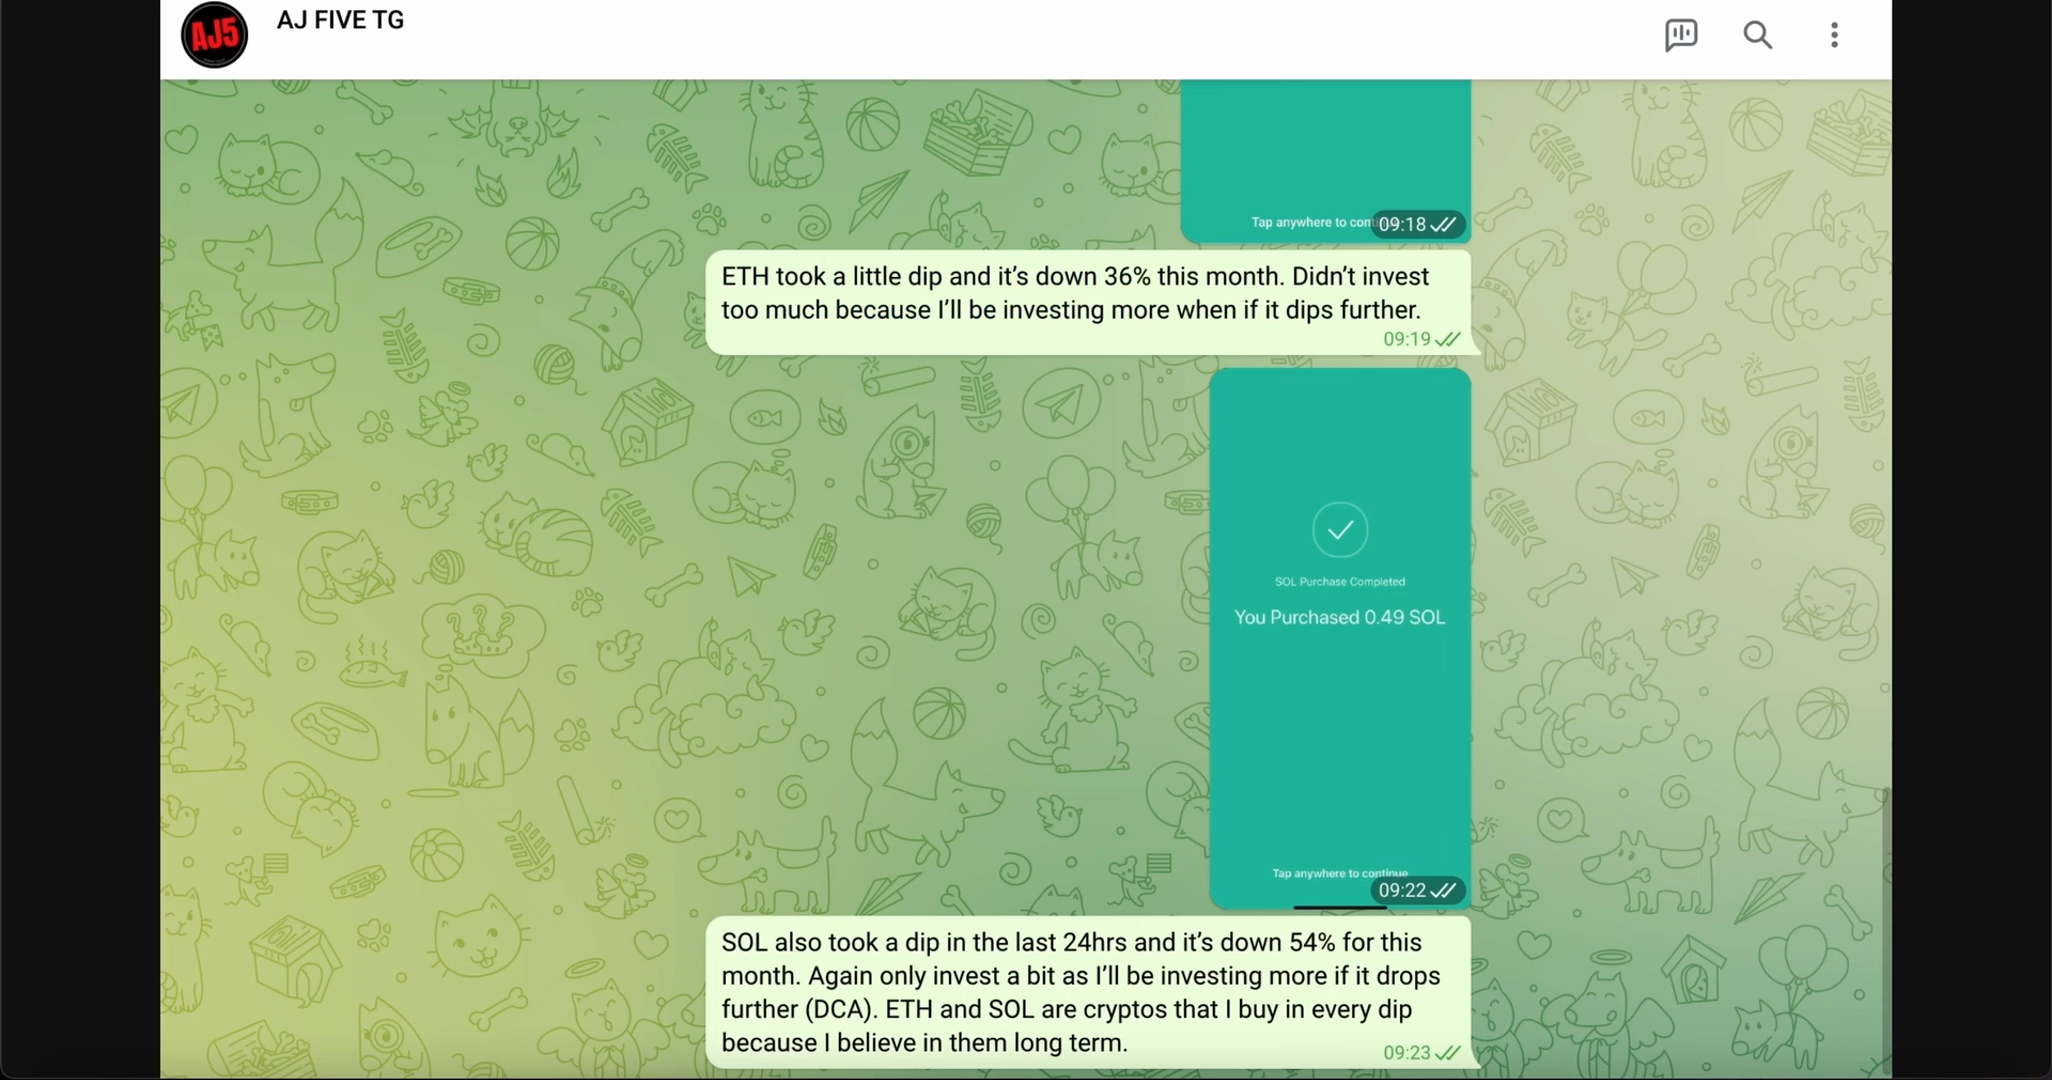 AJ5
AJ FIVE TG
Tap anywhere to con
09:18
ETH took a little dip and it’s down 36% this month. Didn’t invest
too much because I’ll be investing more when if it dips further.
09:19
SOL Purchase Completed
You Purchased 0.49 SOL
Tap anywhere to continue
09:22
SOL also took a dip in the last 24hrs and it’s down 54% for this
month. Again only invest a bit as I’ll be investing more if it drops
further (DCA). ETH and SOL are cryptos that I buy in every dip
because I believe in them long term.
09:23